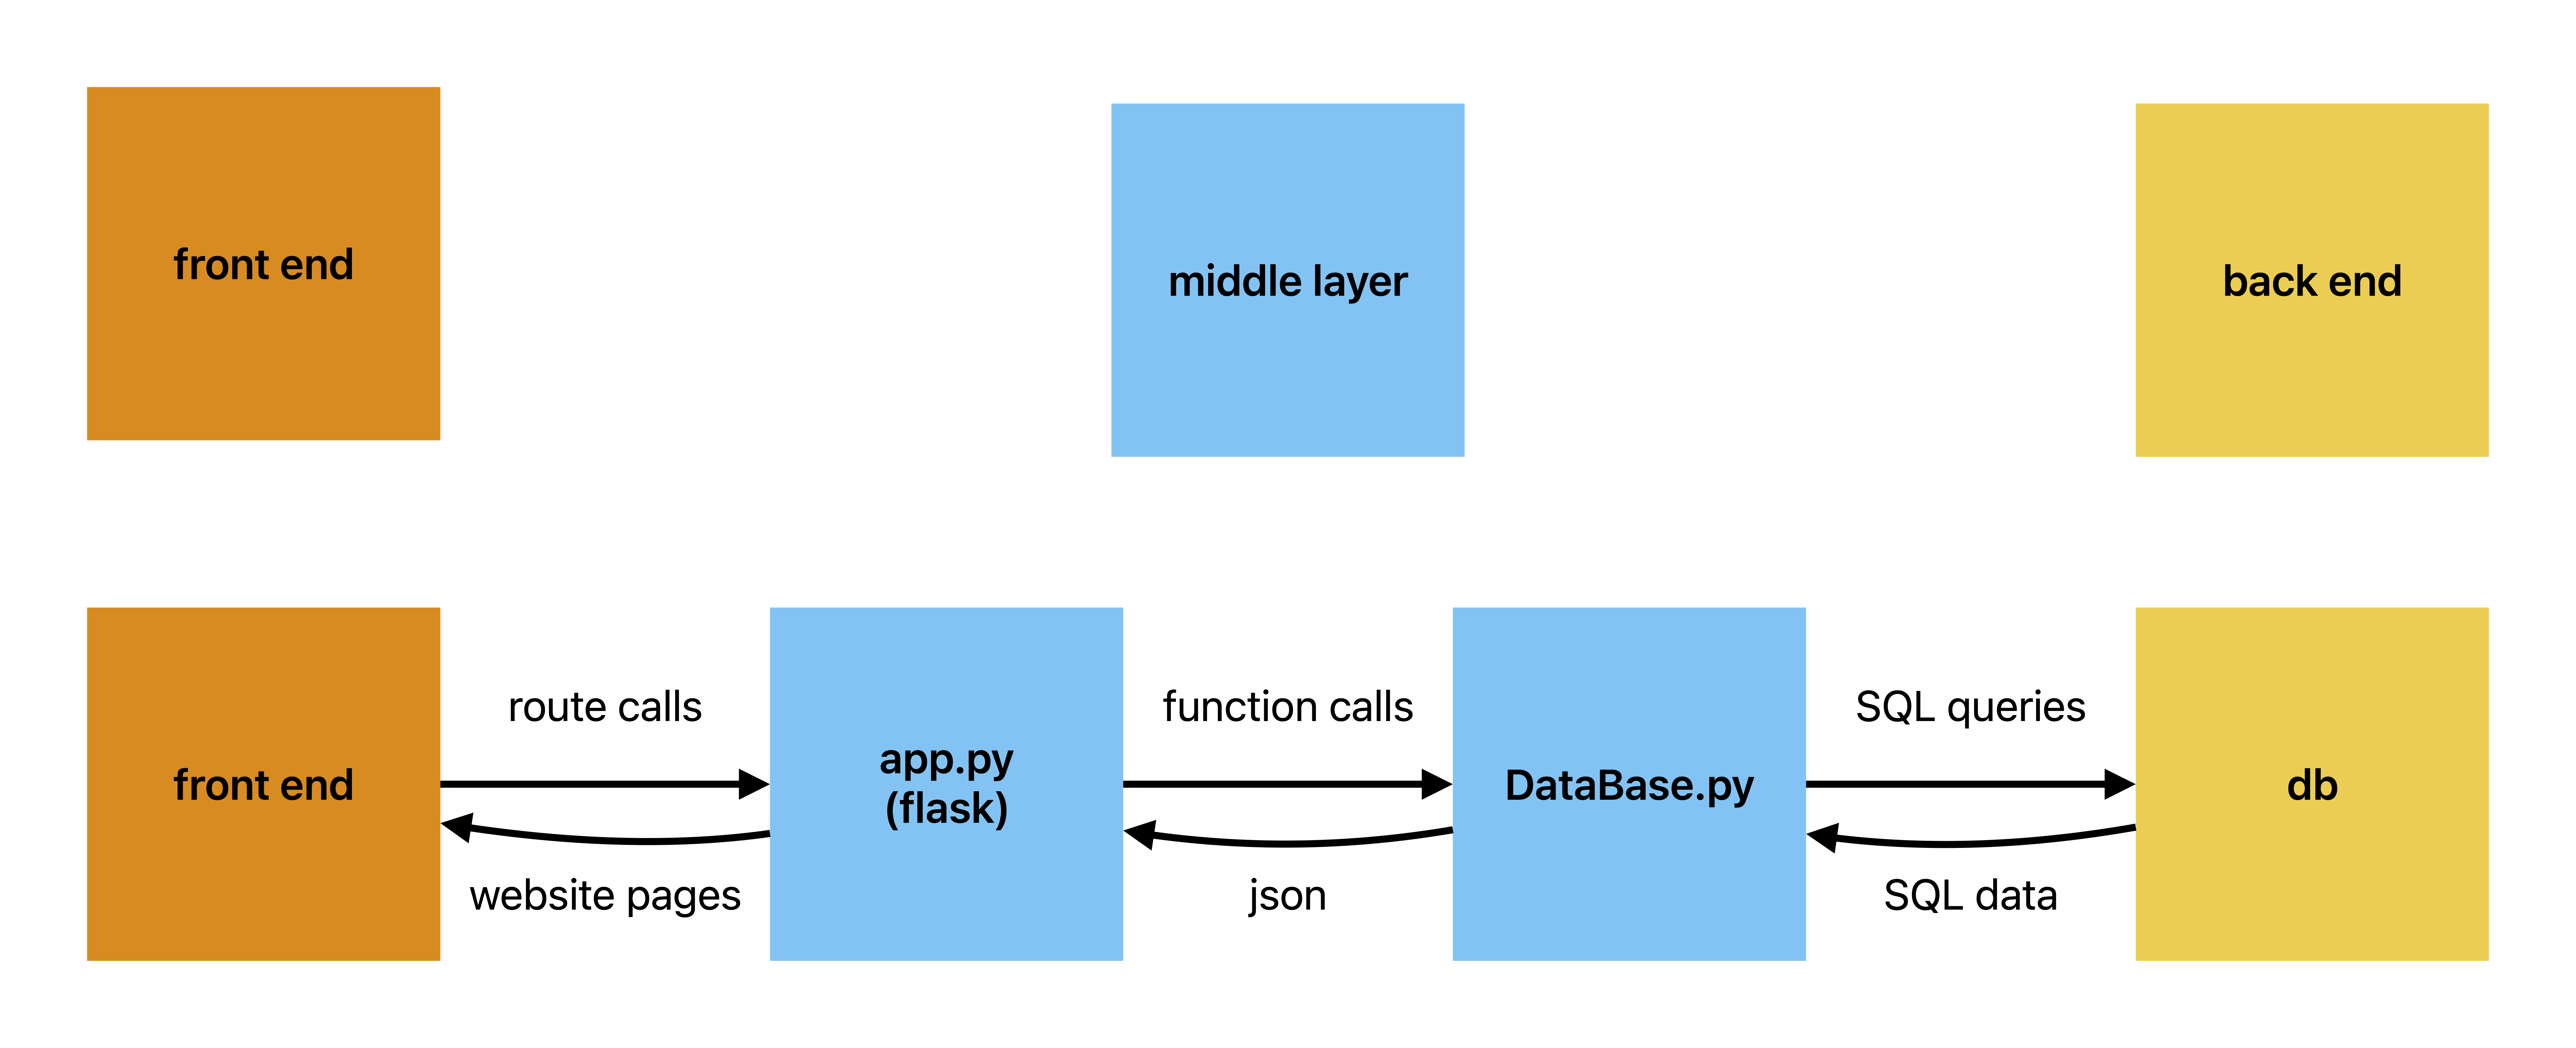 front end
middle layer
back end
front end
route calls
website pages
app.py
(flask)
function calls
json
DataBase.py
SQL queries
SQL data
db